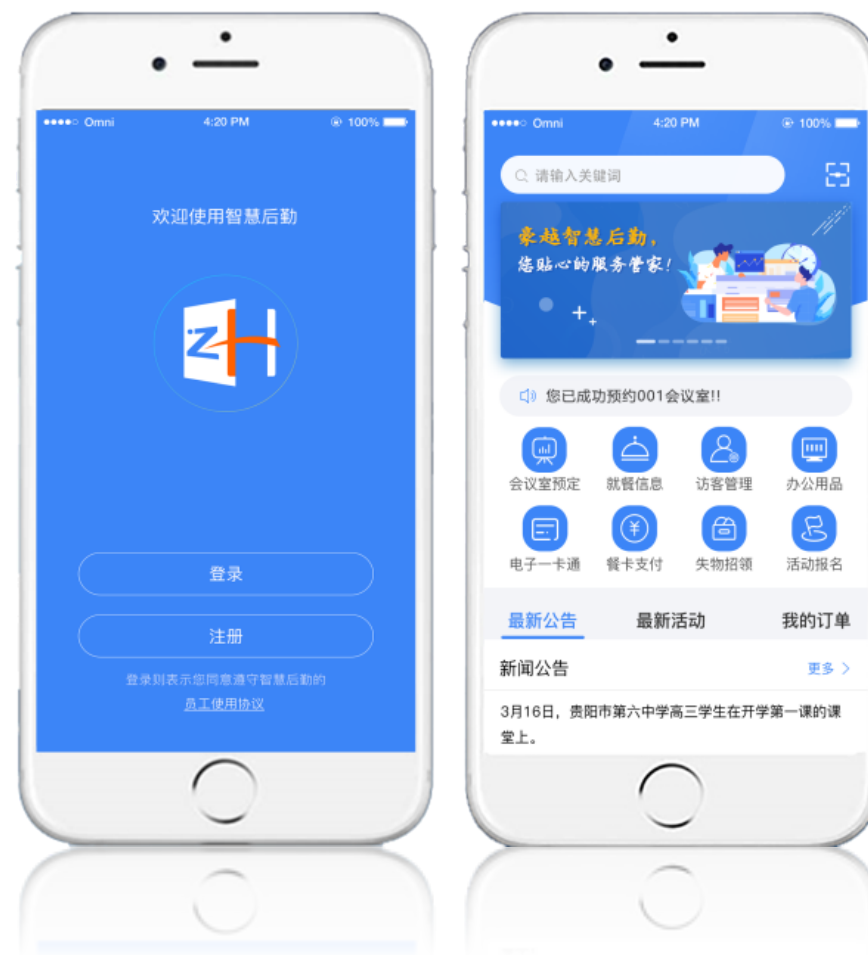 Omni 4:20 PM 100%
欢迎使用智慧后勤
ZH
登录
注册
登录则表示您同意遵守智慧后勤的
员工使用协议
Omni 4:20 PM 100%
请输入关键词
豪越智慧后勤，
您贴心的服务管家！
您已成功预约001会议室!!
会议室预定 就餐信息 访客管理 办公用品
电子一卡通 餐卡支付 失物招领 活动报名
最新公告 最新活动 我的订单
新闻公告 更多
3月16日，贵阳市第六中学高三学生在开学第一课的课
堂上。